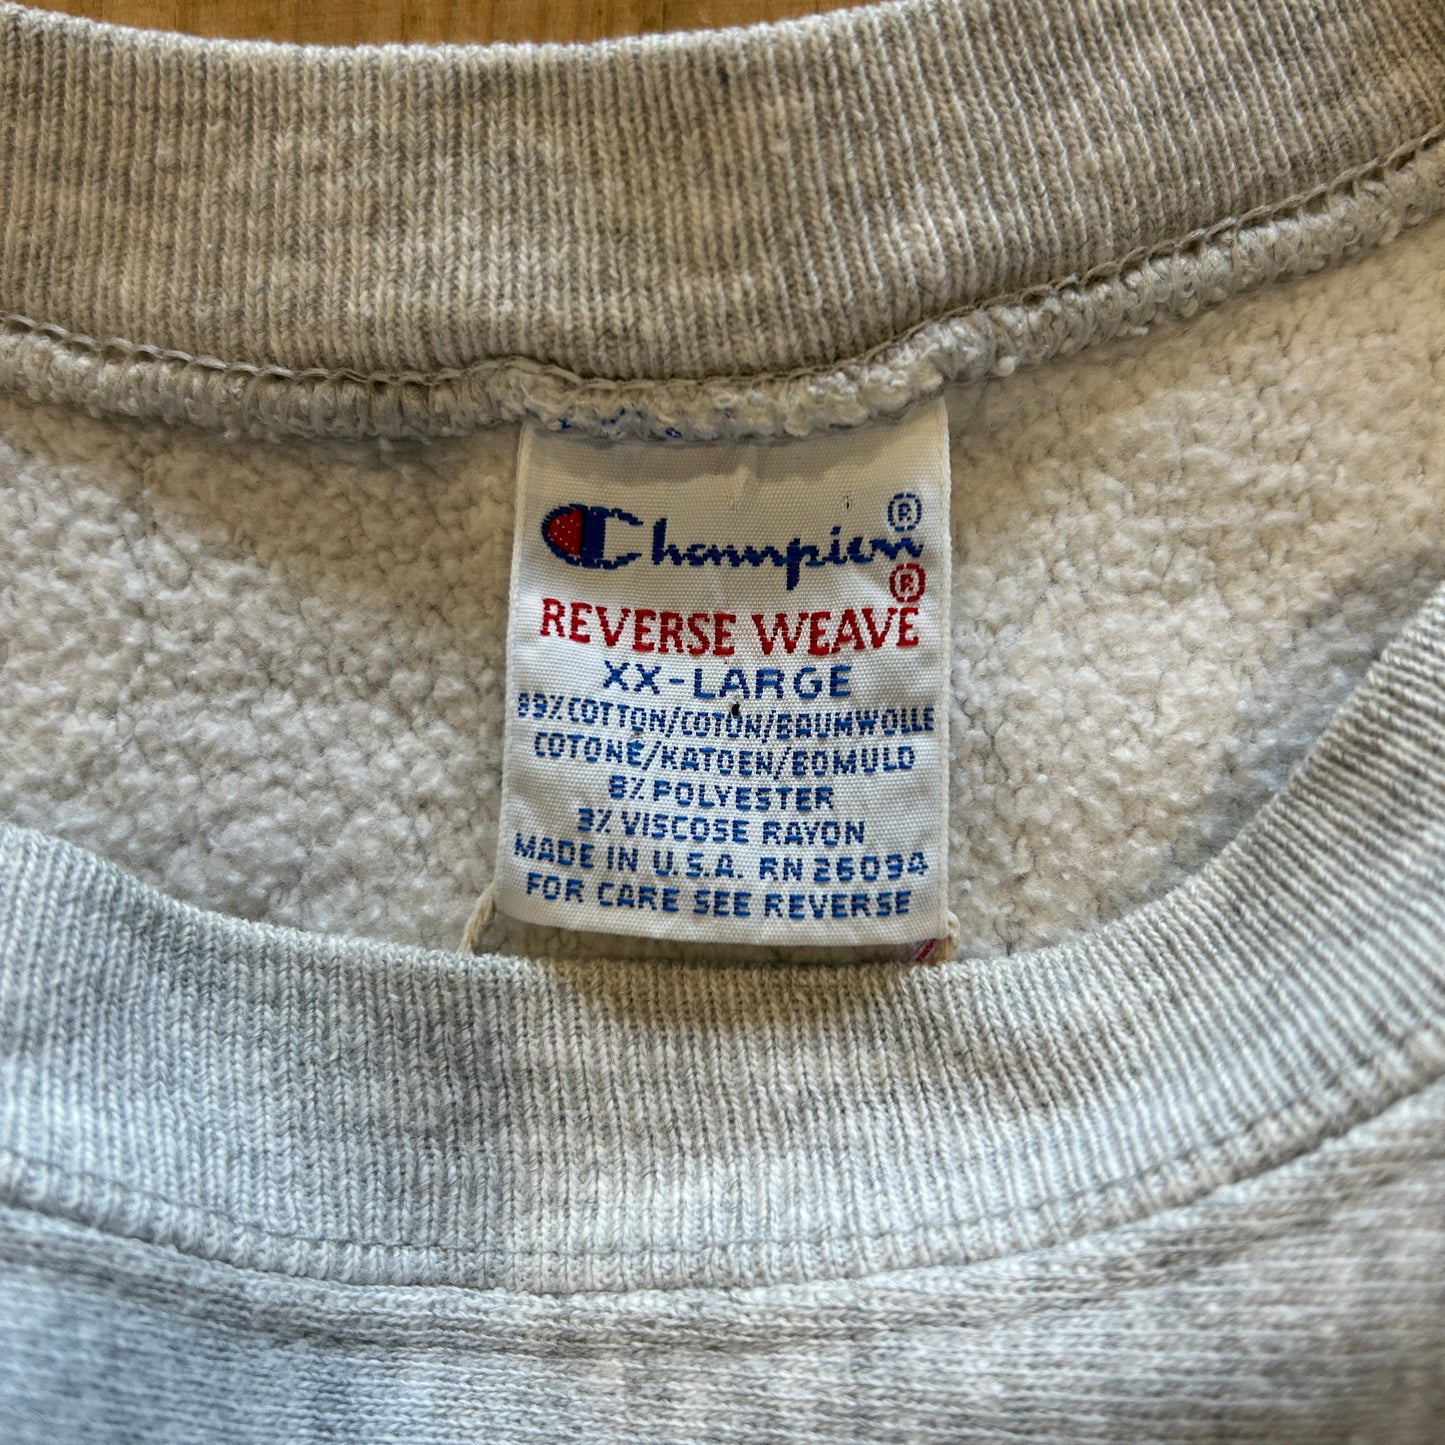 Champion®
REVERSE WEAVE®
XX-LARGE
89% COTTON/COTON/BAUMWOLLE
COTONE/KATOEN/BOMULD
8% POLYESTER
3% VISCOSE RAYON
MADE IN U.S.A. RN 26094
FOR CARE SEE REVERSE